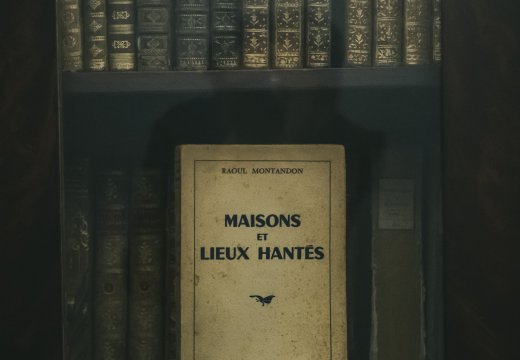 RAOUL MONTANDON
MAISONS
ET
LIEUX HANTÉS